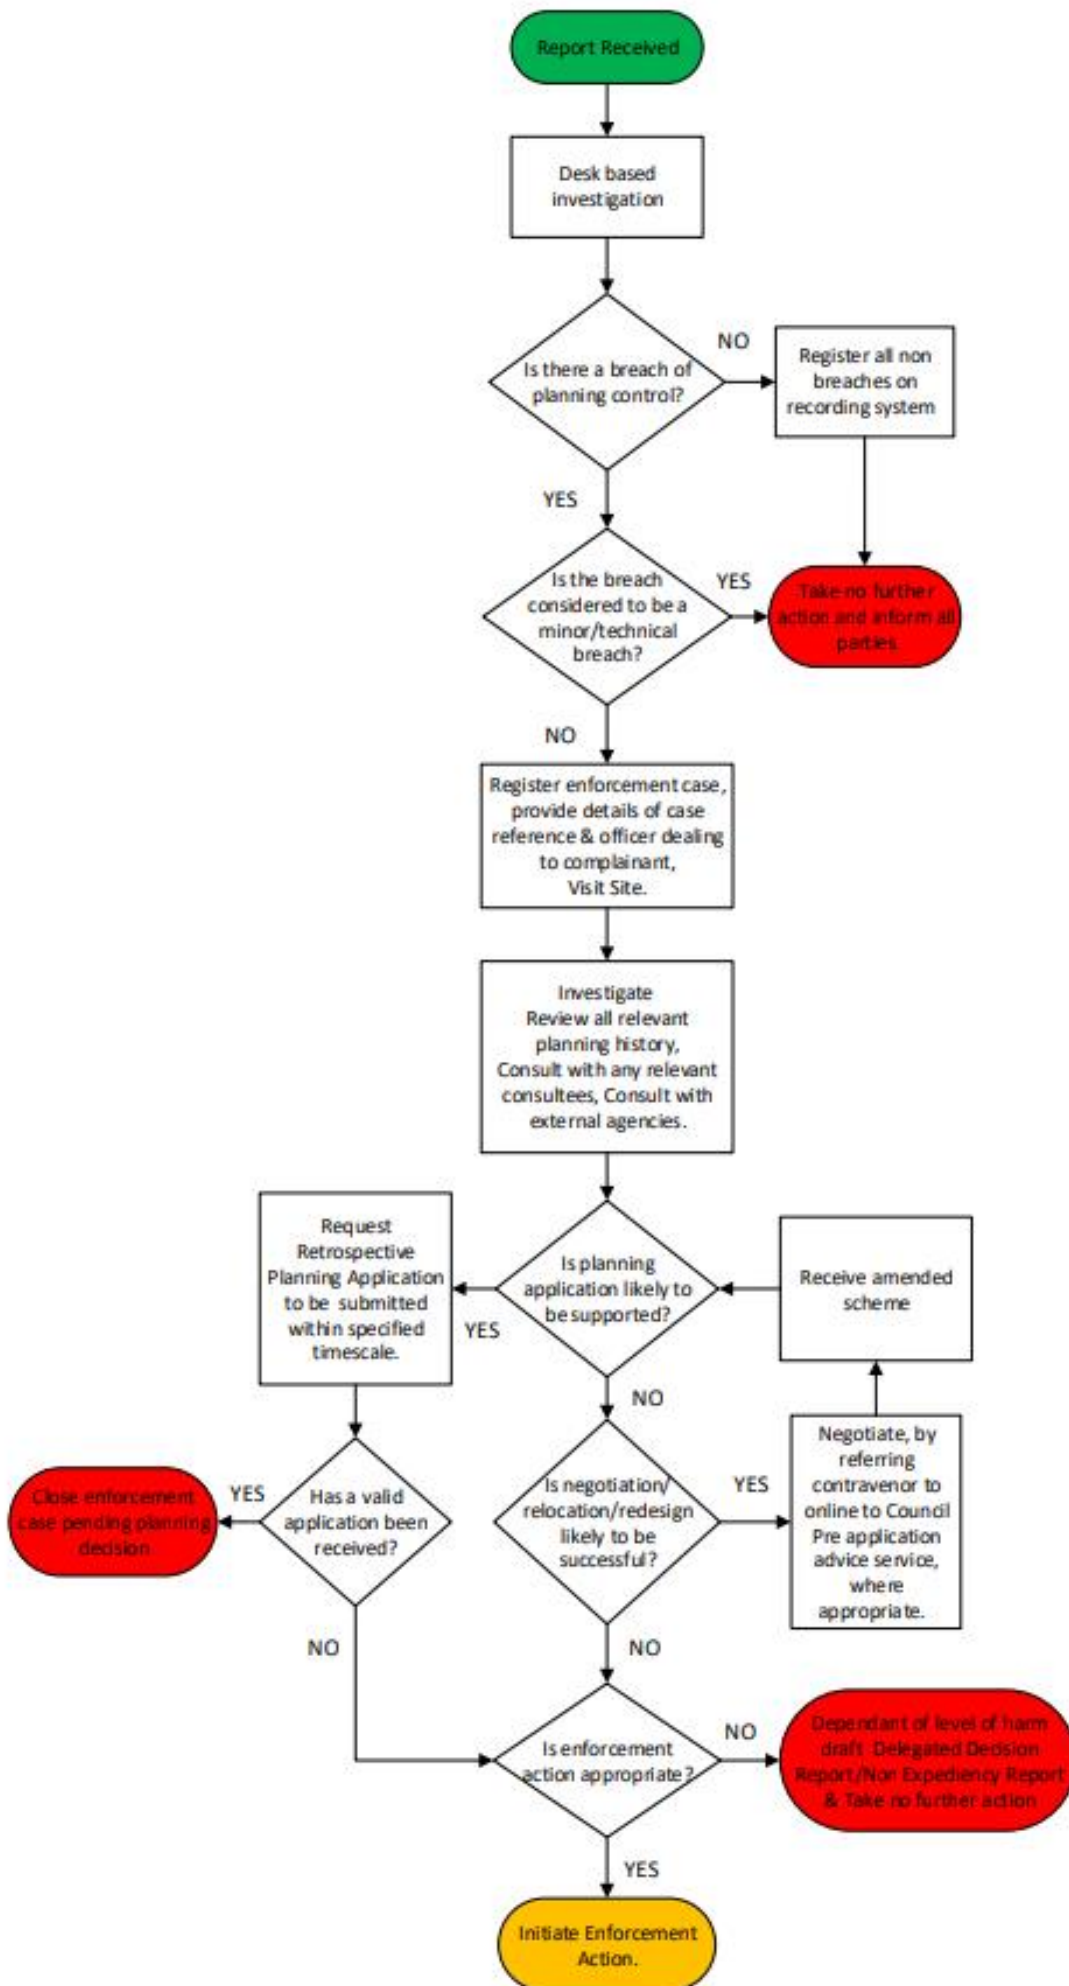 Report Received
Desk based
investigation
Is there a breach of
planning control?
NO
Register all non
breaches on
recording system
YES
Is the breach
considered to be a
minor/technical
breach?
YES
Take no further
action and inform all
parties.
NO
Register enforcement case,
provide details of case
reference & officer dealing
to complainant,
Visit Site.
Investigate
Review all relevant
planning history,
Consult with any relevant
consultees, Consult with
external agencies.
Request
Retrospective
Planning Application
to be submitted
within specified
timescale.
YES
Is planning
application likely to
be supported?
Receive amended
scheme
NO
Close enforcement
case pending planning
decision
YES
Has a valid
application been
received?
Is negotiation/
relocation/redesign
likely to be
successful?
YES
Negotiate, by
referring
contravenor to
online to Council
Pre application
advice service,
where
appropriate.
NO
NO
Is enforcement
action appropriate?
NO
Dependant of level of harm
draft Delegated Decision
Report/Non Expediency Report
& Take no further action
YES
Initiate Enforcement
Action.